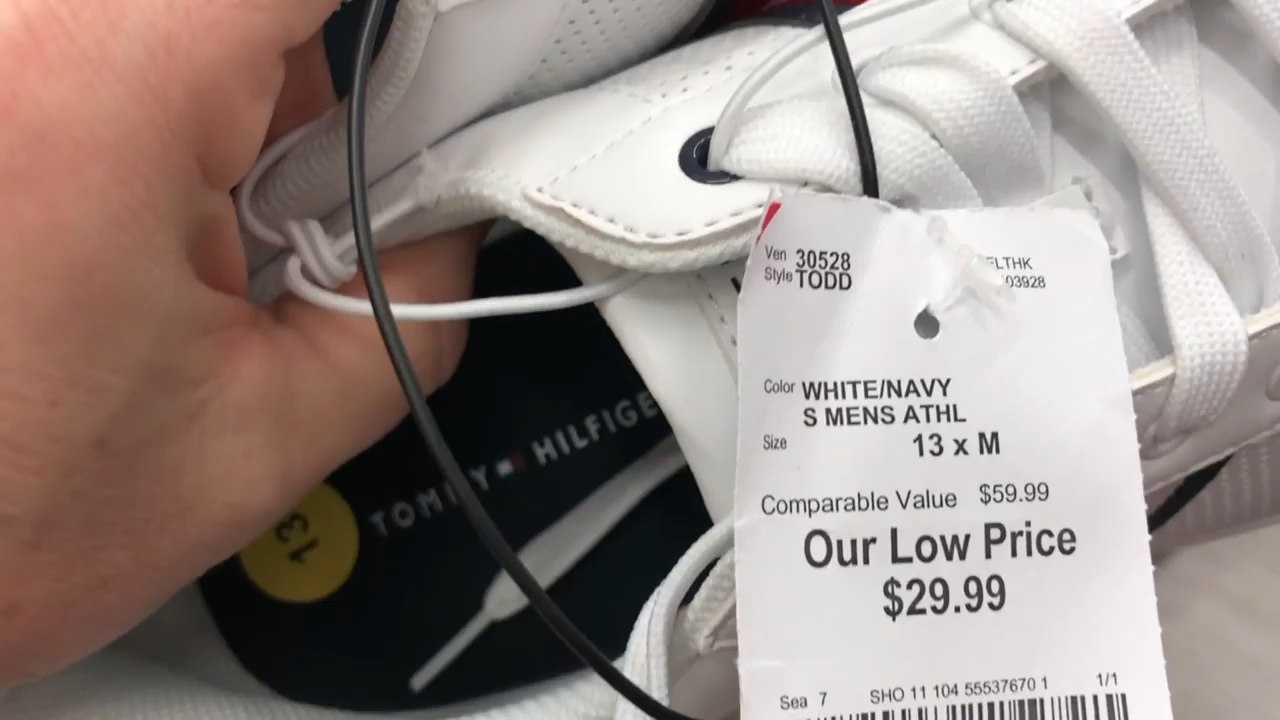 Ven 30528
Style TODD
03928
Color WHITE/NAVY
S MENS ATHL
Size 13 x M
Comparable Value $59.99
Our Low Price
$29.99
Sea 7 SHO 11 104 55537670 1 1/1
TOMMY HILFIGE
13